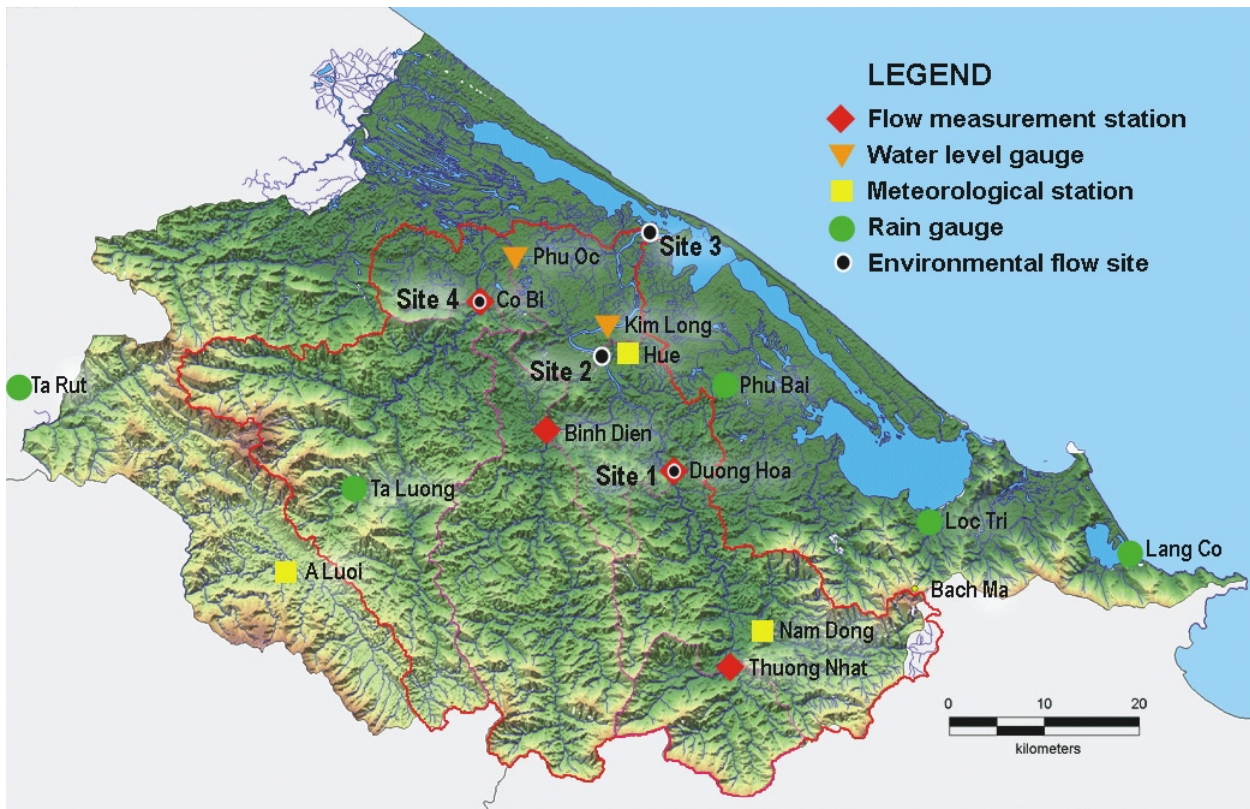 LEGEND
Flow measurement station
Water level gauge
Meteorological station
Rain gauge
Environmental flow site
Site 3
Phu Oc
Site 4
Co Bi
Kim Long
Hue
Site 2
Ta Rut
Phu Bai
Binh Dien
Site 1
Duong Hoa
Ta Luong
Loc Tri
Lang Co
A Luoi
Bach Ma
Nam Dong
Thuong Nhat
0 10 20
kilometers